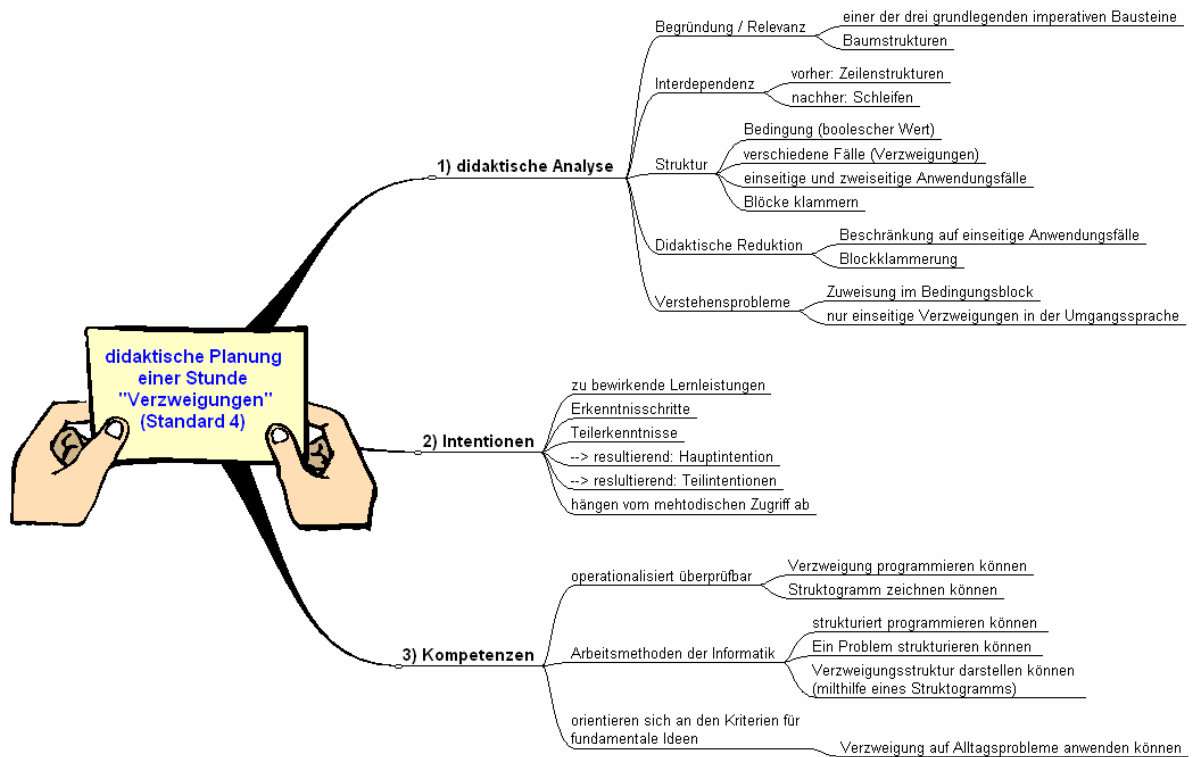 didaktische Planung
einer Stunde
"Verzweigungen"
(Standard 4)
1) didaktische Analyse
Begründung / Relevanz
einer der drei grundlegenden imperativen Bausteine
Baumstrukturen
Interdependenz
vorher: Zeilenstrukturen
nachher: Schleifen
Struktur
Bedingung (boolescher Wert)
verschiedene Fälle (Verzweigungen)
einseitige und zweiseitige Anwendungsfälle
Blöcke klammern
Didaktische Reduktion
Beschränkung auf einseitige Anwendungsfälle
Blockklammerung
Verstehensprobleme
Zuweisung im Bedingungsblock
nur einseitige Verzweigungen in der Umgangssprache
2) Intentionen
zu bewirkende Lernleistungen
Erkenntnisschritte
Teilerkenntnisse
--> resultierend: Hauptintention
--> reslultierend: Teilintentionen
hängen vom mehtodischen Zugriff ab
3) Kompetenzen
operationalisiert überprüfbar
Verzweigung programmieren können
Struktogramm zeichnen können
Arbeitsmethoden der Informatik
strukturiert programmieren können
Ein Problem strukturieren können
Verzweigungsstruktur darstellen können
(milthilfe eines Struktogramms)
orientieren sich an den Kriterien für
fundamentale Ideen
Verzweigung auf Alltagsprobleme anwenden können